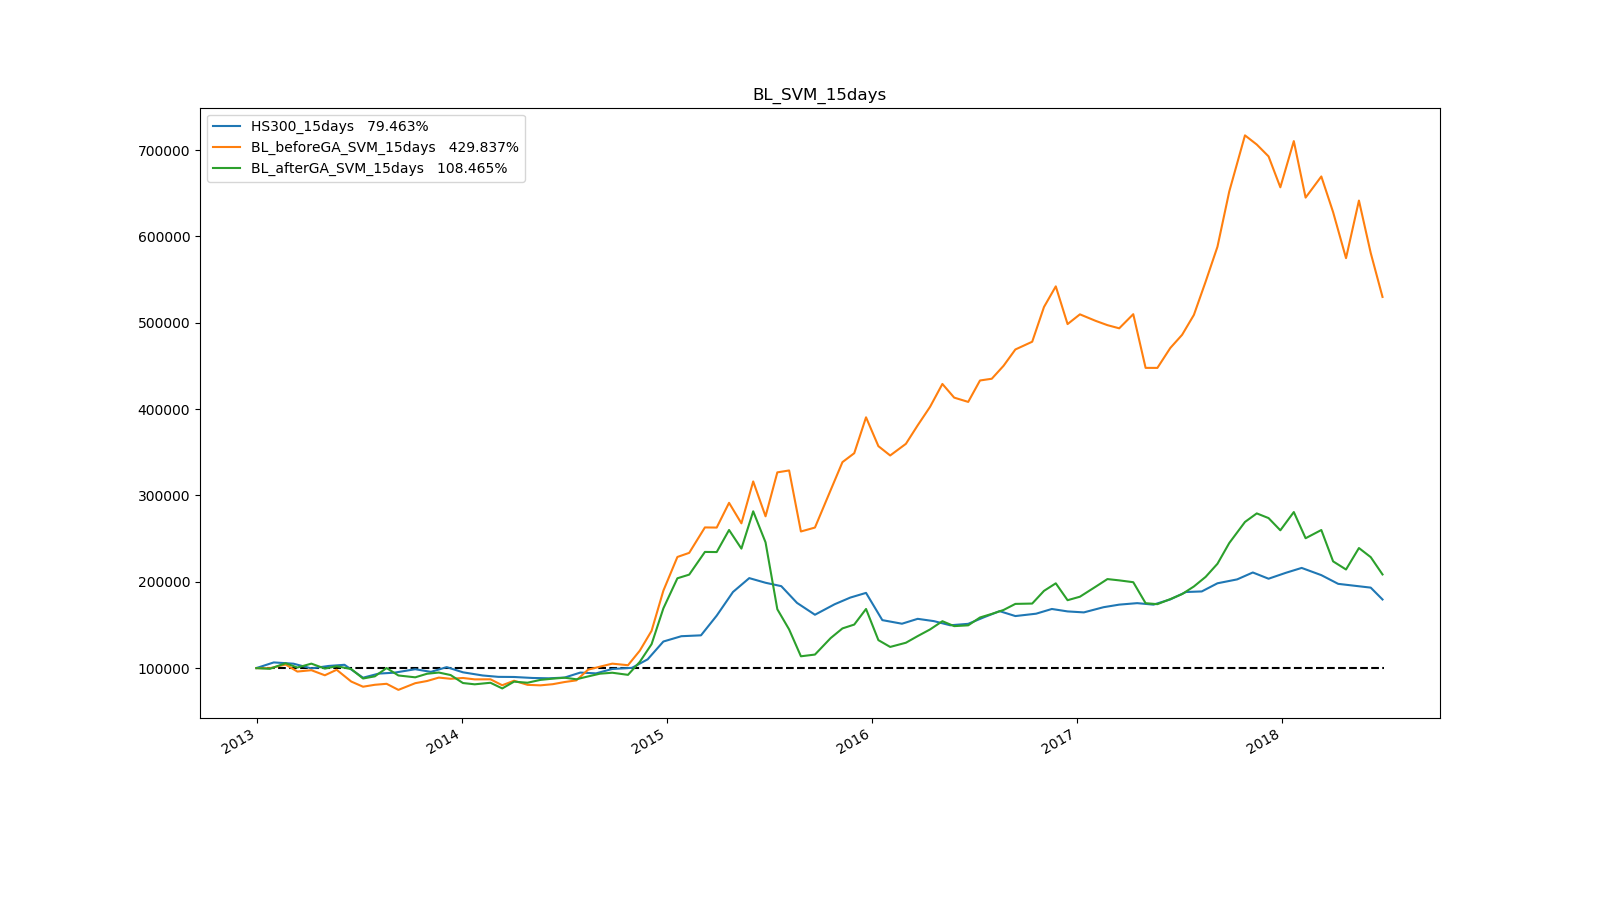 BL_SVM_15days
HS300_15days 79.463%
BL_beforeGA_SVM_15days 429.837%
BL_afterGA_SVM_15days 108.465%
700000
600000
500000
400000
300000
200000
100000
2013 2014 2015 2016 2017 2018